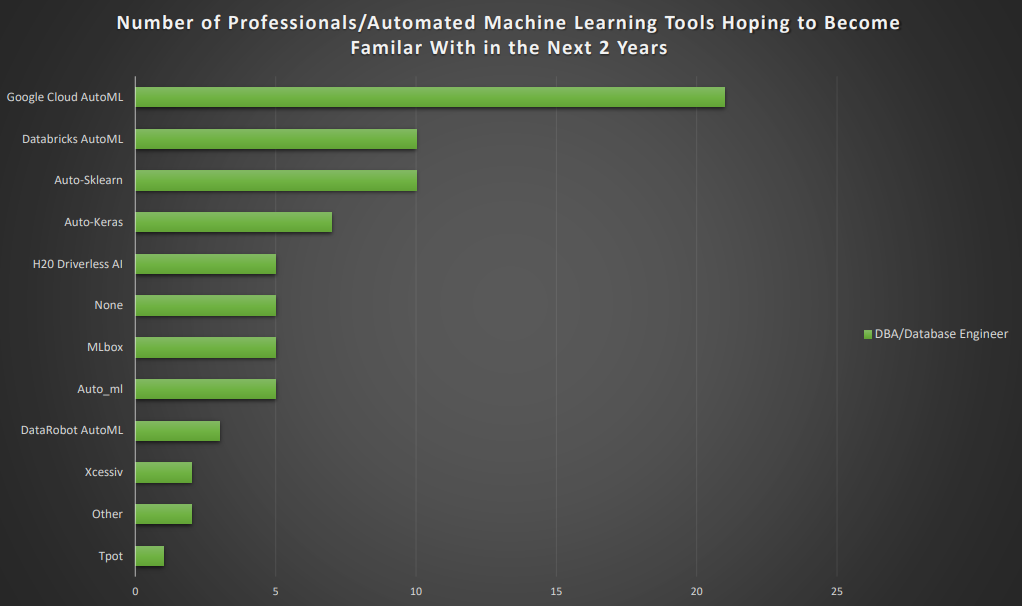 Number of Professionals/Automated Machine Learning Tools Hoping to Become
Familar With in the Next 2 Years
Google Cloud AutoML
Databricks AutoML
Auto-Sklearn
Auto-Keras
H20 Driverless AI
None
MLbox
Auto_ml
DataRobot AutoML
Xcessiv
Other
Tpot
0 5 10 15 20 25
DBA/Database Engineer